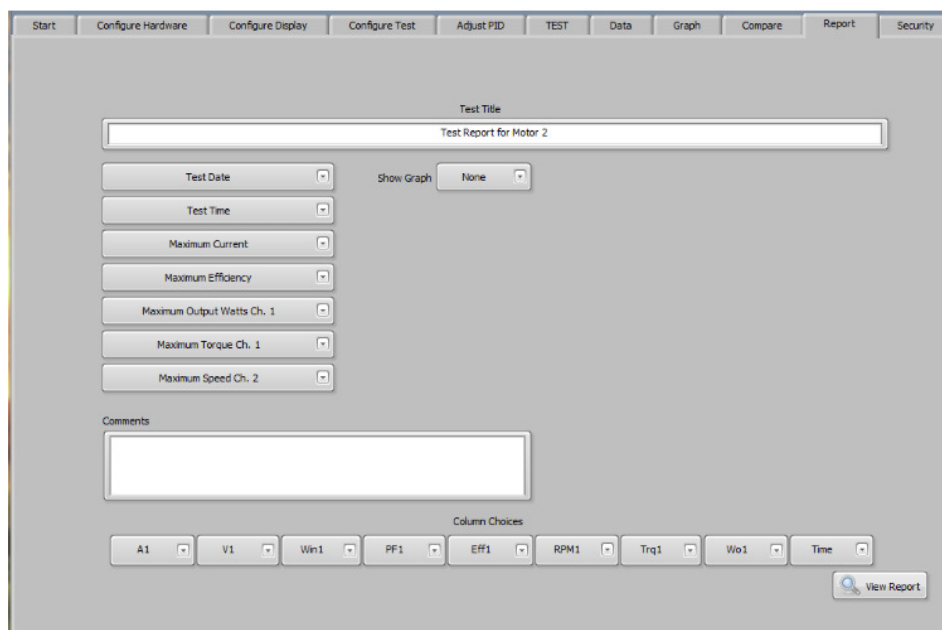 Start Configure Hardware Configure Display Configure Test Adjust PID TEST Data Graph Compare Report Security
Test Title
Test Report for Motor 2
Test Date
Show Graph None
Test Time
Maximum Current
Maximum Efficiency
Maximum Output Watts Ch. 1
Maximum Torque Ch. 1
Maximum Speed Ch. 2
Comments
Column Choices
A1 V1 Win1 PF1 Eff1 RPM1 Trq1 Wo1 Time
View Report